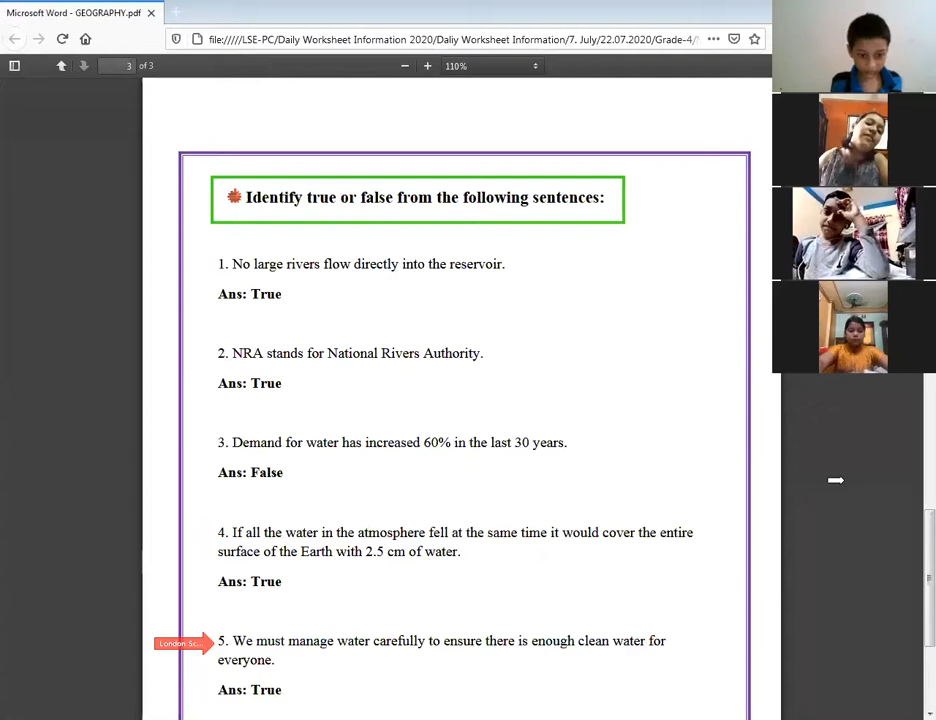 Microsoft Word - GEOGRAPHY.pdf
file://///LSE-PC/Daily Worksheet Information 2020/Daliy Worksheet Information/7. July/22.07.2020/Grade-4/
3 of 3
110%
Identify true or false from the following sentences:
1. No large rivers flow directly into the reservoir.
Ans: True
2. NRA stands for National Rivers Authority.
Ans: True
3. Demand for water has increased 60% in the last 30 years.
Ans: False
4. If all the water in the atmosphere fell at the same time it would cover the entire
surface of the Earth with 2.5 cm of water.
Ans: True
London Sc...
5. We must manage water carefully to ensure there is enough clean water for
everyone.
Ans: True